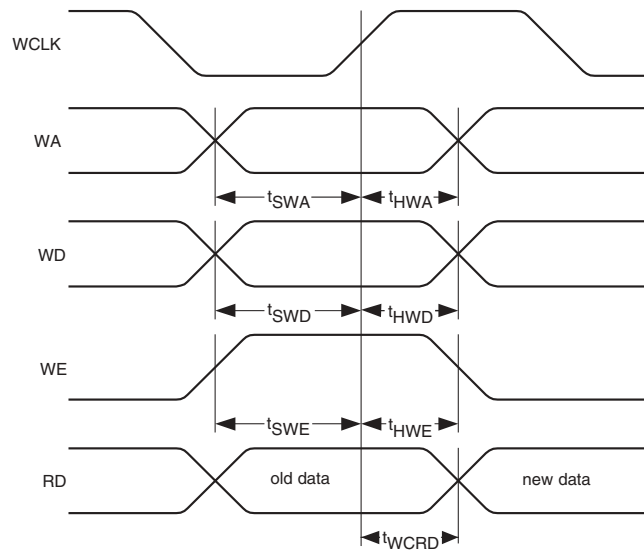 WCLK
WA
tSWA tHWA
WD
tSWD tHWD
WE
tSWE tHWE
RD old data new data
tWCRD